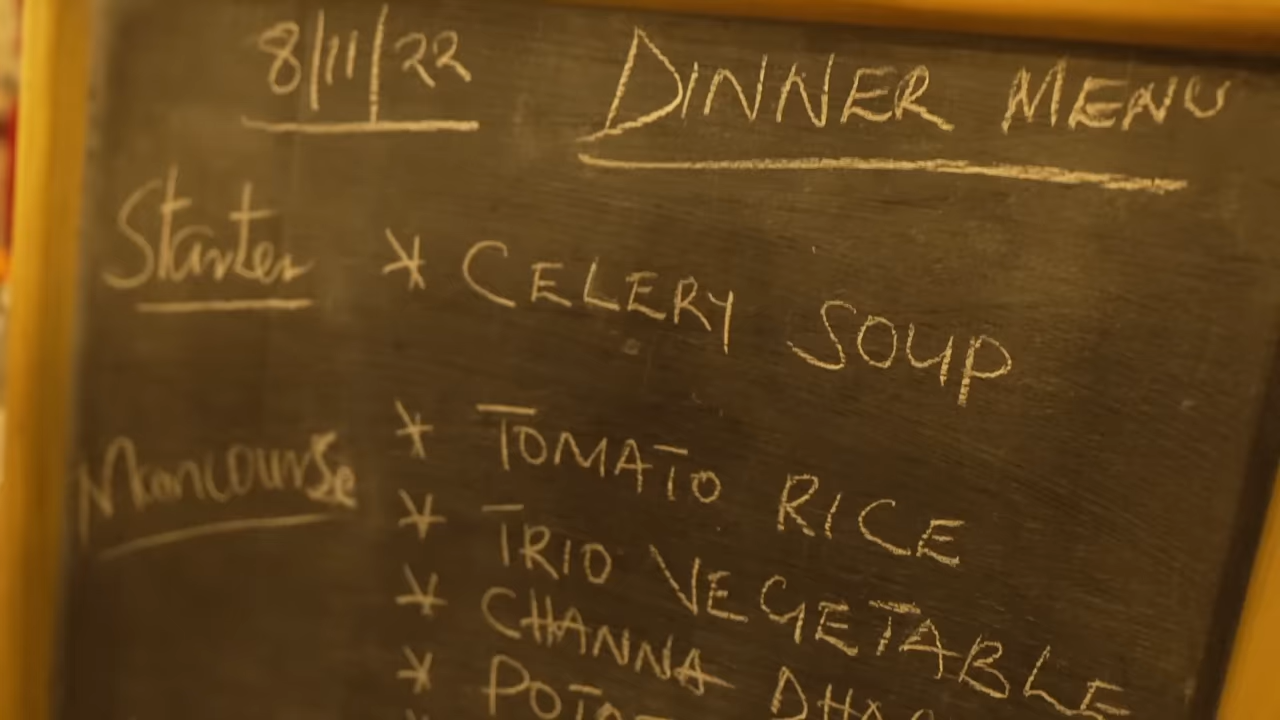 8/11/22 DINNER MENU
Starter * CELERY SOUP
Maincourse * TOMATO RICE
* TRIO VEGETABLE
* CHANNA
*